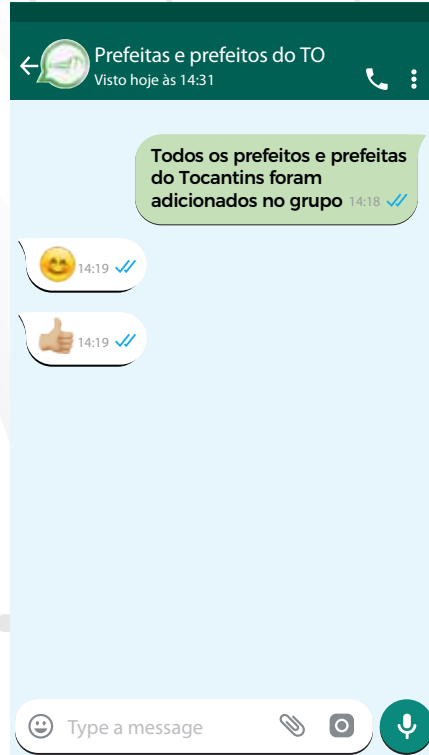 Prefeitas e prefeitos do TO
Visto hoje às 14:31
Todos os prefeitos e prefeitas
do Tocantins foram
adicionados no grupo 14:18
14:19
14:19
Type a message